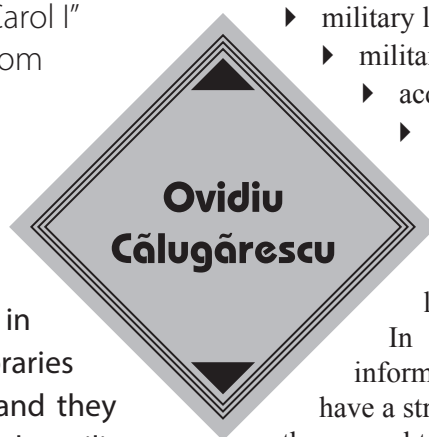 Carol I"
om
in
raries
and they
military l
militar
acc
Ovidiu
Cãlugãrescu
l
In
inform
have a str